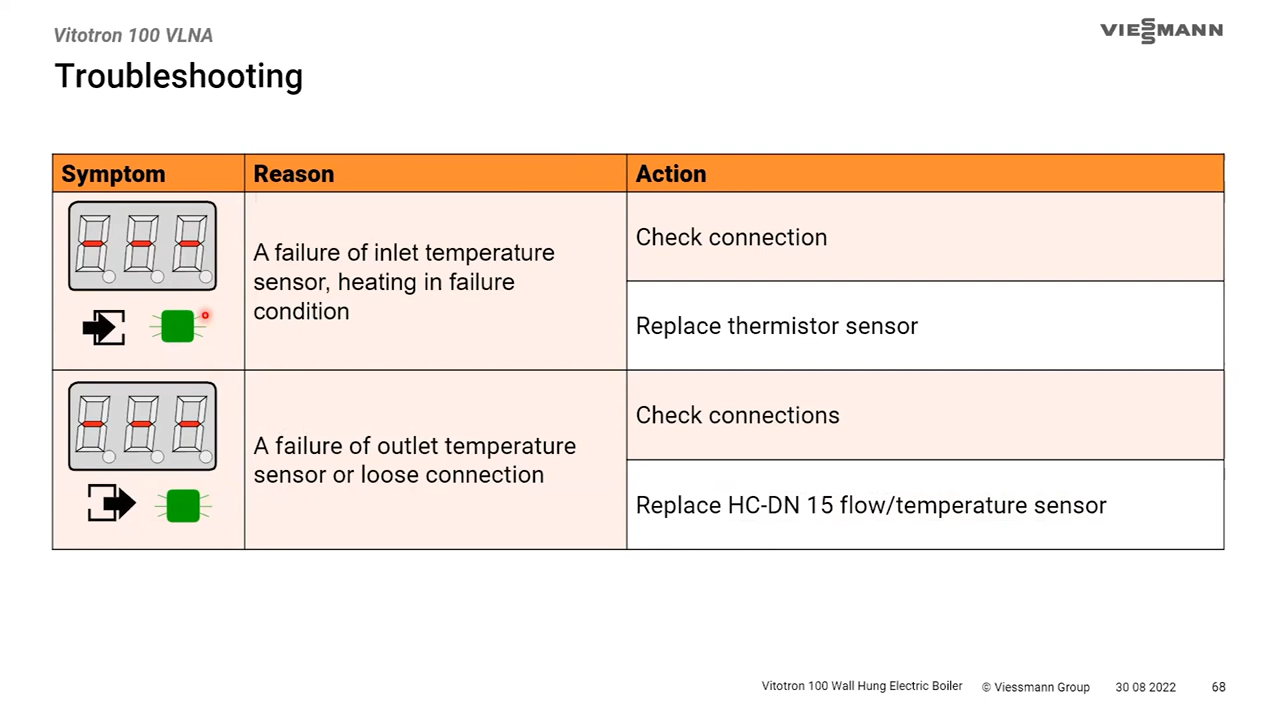 Vitotron 100 VLNA
VIESSMANN
Troubleshooting
Symptom
Reason
Action
- - -
A failure of inlet temperature
sensor, heating in failure
condition
Check connection
Replace thermistor sensor
- - -
A failure of outlet temperature
sensor or loose connection
Check connections
Replace HC-DN 15 flow/temperature sensor
Vitotron 100 Wall Hung Electric Boiler © Viessmann Group 30 08 2022 68